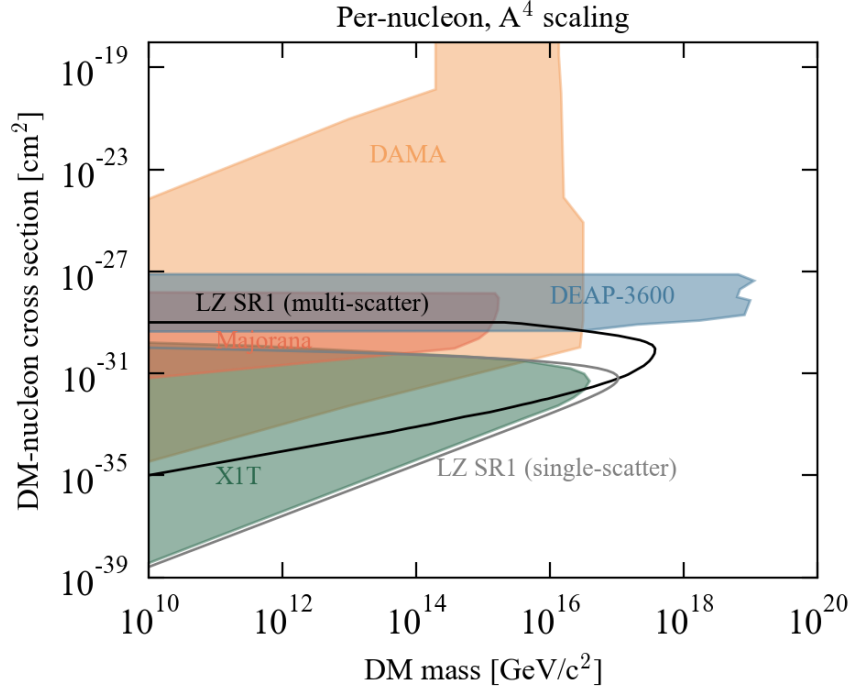 Per-nucleon, A⁴ scaling
DM-nucleon cross section [cm²]
10⁻¹⁹
10⁻²³
10⁻²⁷
10⁻³¹
10⁻³⁵
10⁻³⁹
DAMA
DEAP-3600
LZ SR1 (multi-scatter)
Majorana
LZ SR1 (single-scatter)
X1T
10¹⁰
10¹²
10¹⁴
10¹⁶
10¹⁸
10²⁰
DM mass [GeV/c²]